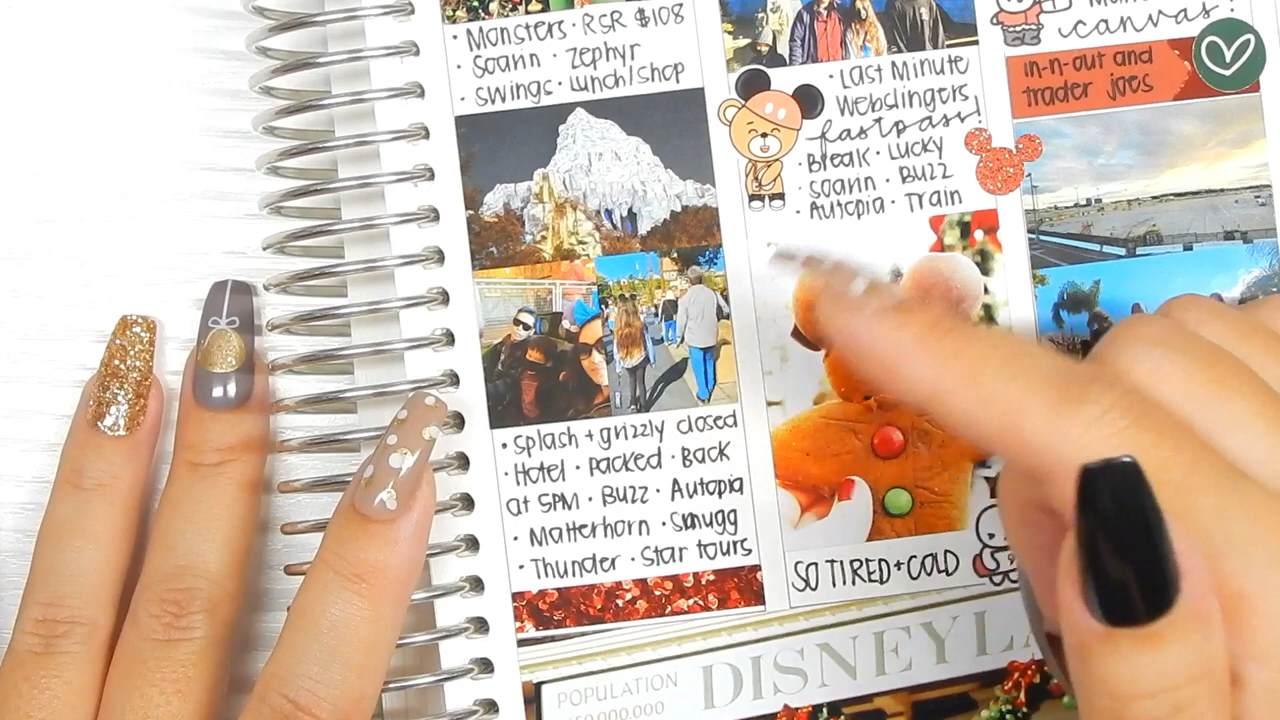 • Monsters • RSR $108
• Soarin • Zephyr
• Swings • Lunch/Shop
• Splash + grizzly closed
• Hotel • Packed • Back
at 5PM • Buzz • Autopia
• Matterhorn • Smugg
• Thunder • Star tours
• Last Minute
Webslingers
fastpass!
• Break • Lucky
• Soarin • Buzz
• Autopia • Train
SO TIRED + COLD
canvas!
in-n-out and
trader joes
POPULATION
DISNEYLA